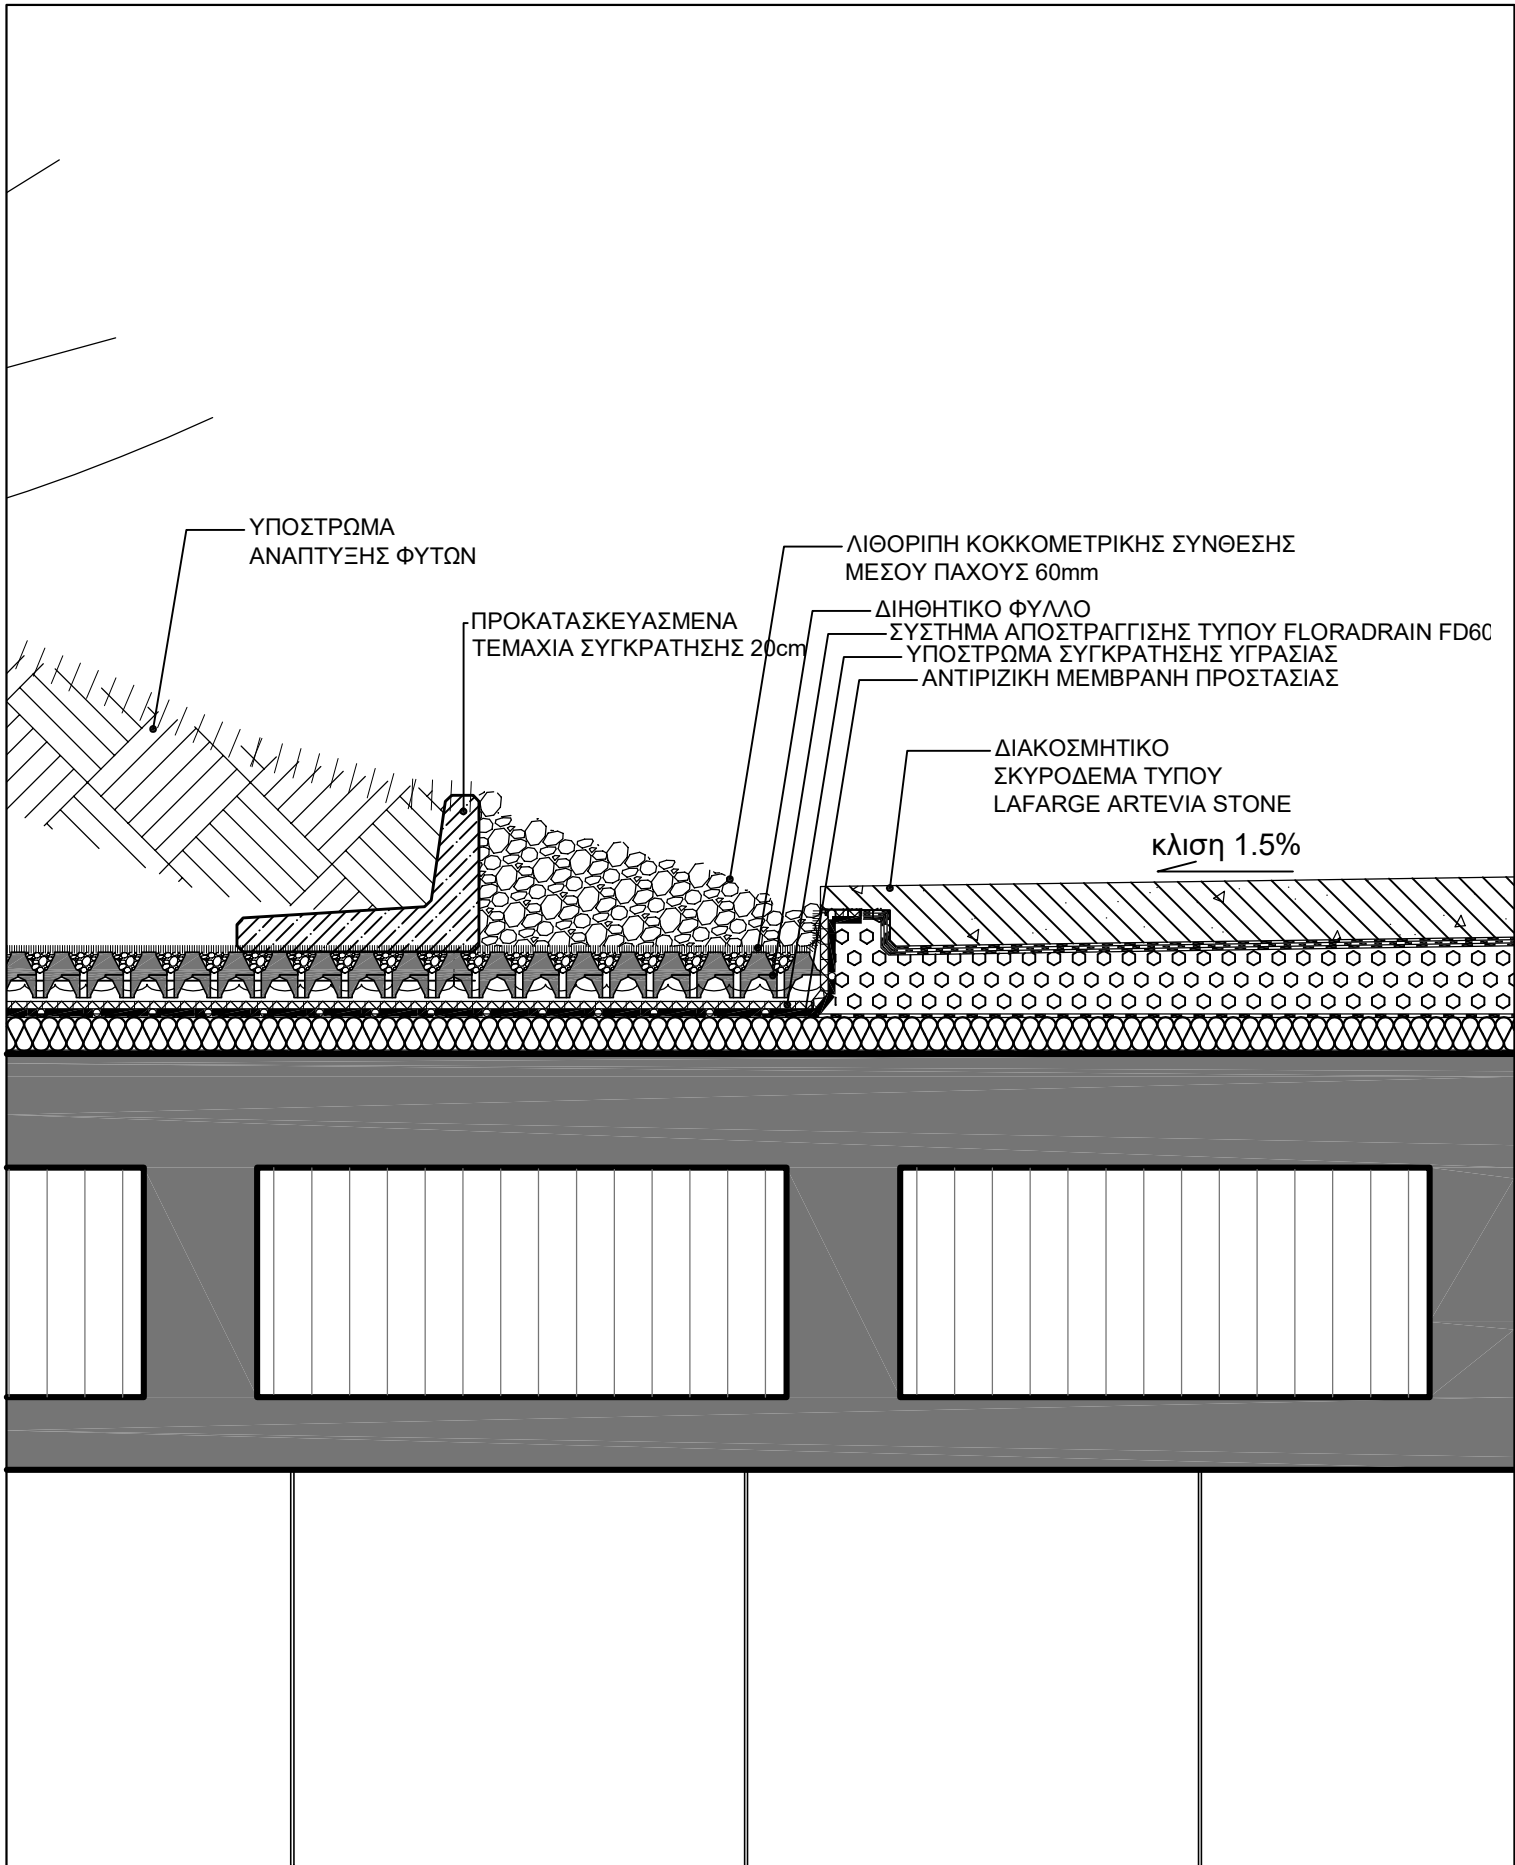 ΥΠΟΣΤΡΩΜΑ
ΑΝΑΠΤΥΞΗΣ ΦΥΤΩΝ
ΛΙΘΟΡΙΠΗ ΚΟΚΚΟΜΕΤΡΙΚΗΣ ΣΥΝΘΕΣΗΣ
ΜΕΣΟΥ ΠΑΧΟΥΣ 60mm
ΠΡΟΚΑΤΑΣΚΕΥΑΣΜΕΝΑ
ΤΕΜΑΧΙΑ ΣΥΓΚΡΑΤΗΣΗΣ 20cm
ΔΙΗΘΗΤΙΚΟ ΦΥΛΛΟ
ΣΥΣΤΗΜΑ ΑΠΟΣΤΡΑΓΓΙΣΗΣ ΤΥΠΟΥ FLORADRAIN FD60
ΥΠΟΣΤΡΩΜΑ ΣΥΓΚΡΑΤΗΣΗΣ ΥΓΡΑΣΙΑΣ
ΑΝΤΙΡΙΖΙΚΗ ΜΕΜΒΡΑΝΗ ΠΡΟΣΤΑΣΙΑΣ
ΔΙΑΚΟΣΜΗΤΙΚΟ
ΣΚΥΡΟΔΕΜΑ ΤΥΠΟΥ
LAFARGE ARTEVIA STONE
κλιση 1.5%